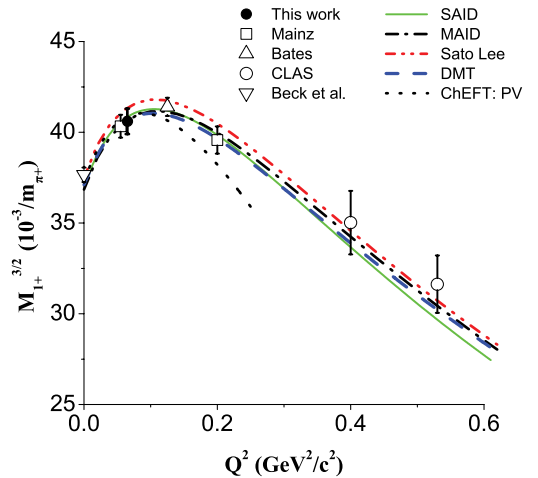 This work
Mainz
Bates
CLAS
Beck et al.
SAID
MAID
Sato Lee
DMT
ChEFT: PV
45
40
35
30
25
M₁₊^3/2 (10⁻³/mπ+)
0.0 0.2 0.4 0.6
Q² (GeV²/c²)